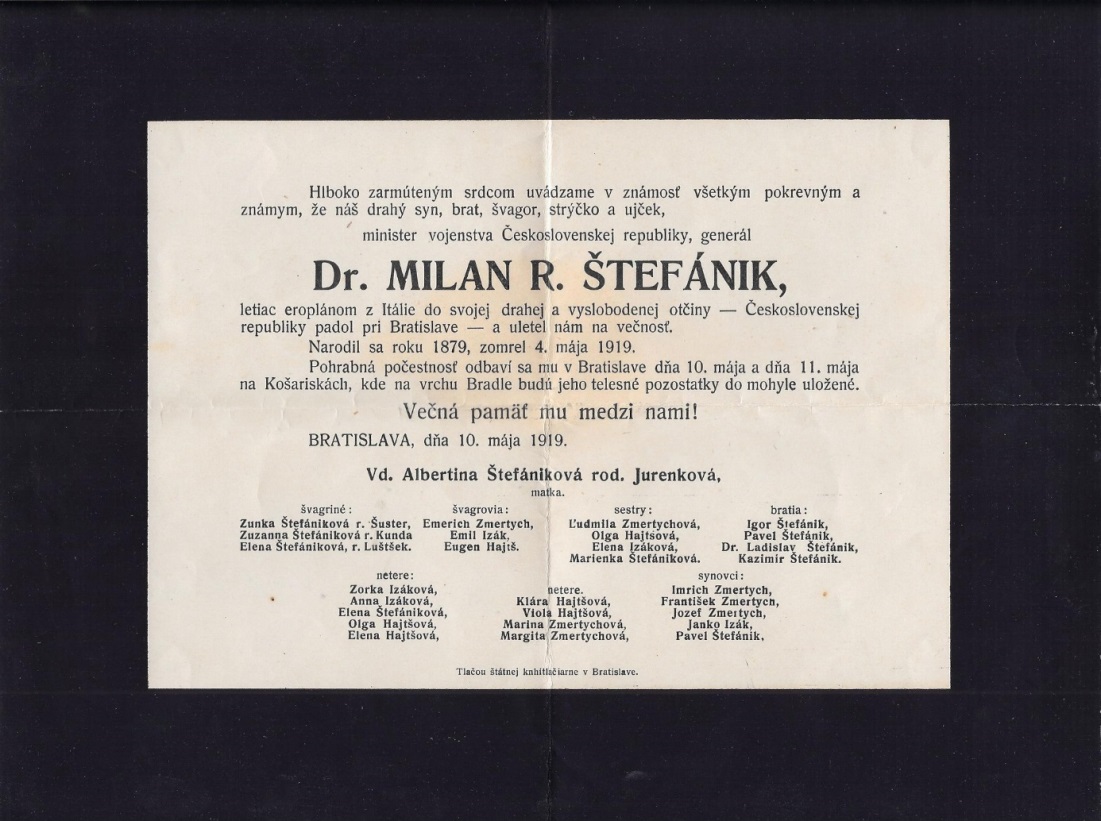 Hlboko zarmúteným srdcom uvádzame v známosť všetkým pokrevným a
známym, že náš drahý syn, brat, švagor, strýčko a ujček,
minister vojenstva Československej republiky, generál
Dr. MILAN R. ŠTEFÁNIK,
letiac eroplánom z Itálie do svojej drahej a vyslobodenej otčiny — Československej
republiky padol pri Bratislave — a uletel nám na večnosť.
Narodil sa roku 1879, zomrel 4. mája 1919.
Pohrabná počestnosť odbaví sa mu v Bratislave dňa 10. mája a dňa 11. mája
na Košariskách, kde na vrchu Bradle budú jeho telesné pozostatky do mohyle uložené.
Večná pamäť mu medzi nami!
BRATISLAVA, dňa 10. mája 1919.
Vd. Albertina Štefániková rod. Jurenková,
matka.
švagriné:
Zunka Štefániková r. Šuster,
Zuzanna Štefániková r. Kunda
Elena Štefániková, r. Luštšek.
švagrovia:
Emerich Zmertych,
Emil Izák,
Eugen Hajtš.
sestry:
Ľudmila Zmertychová,
Olga Hajtšová,
Elena Izáková,
Marienka Štefániková.
bratia:
Igor Štefánik,
Pavel Štefánik,
Dr. Ladislav Štefánik,
Kazimír Štefánik.
netere:
Zorka Izáková,
Anna Izáková,
Elena Štefániková,
Olga Hajtšová,
Elena Hajtšová,
netere.
Klára Hajtšová,
Viola Hajtšová,
Marina Zmertychová,
Margita Zmertychová,
synovci:
Imrich Zmertych,
František Zmertych,
Jozef Zmertych,
Janko Izák,
Pavel Štefánik,
Tlačou štátnej knihtlačiarne v Bratislave.